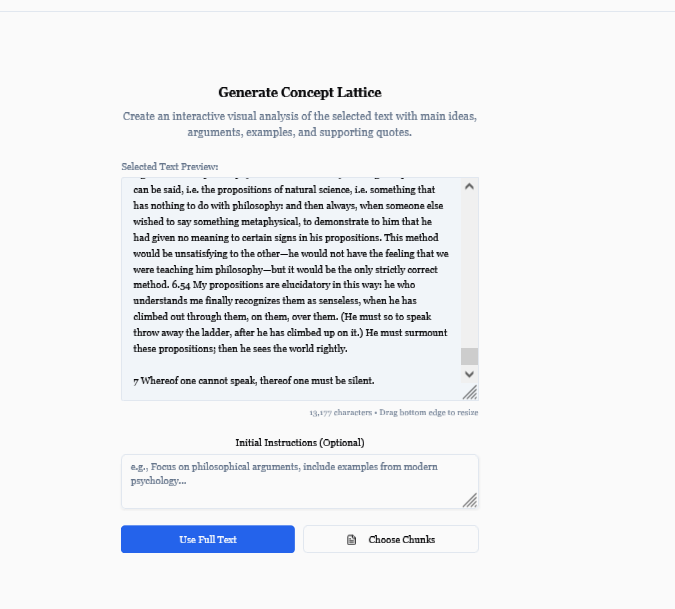 Generate Concept Lattice
Create an interactive visual analysis of the selected text with main ideas,
arguments, examples, and supporting quotes.
Selected Text Preview:
can be said, i.e. the propositions of natural science, i.e. something that
has nothing to do with philosophy: and then always, when someone else
wished to say something metaphysical, to demonstrate to him that he
had given no meaning to certain signs in his propositions. This method
would be unsatisfying to the other—he would not have the feeling that we
were teaching him philosophy—but it would be the only strictly correct
method. 6.54 My propositions are elucidatory in this way: he who
understands me finally recognizes them as senseless, when he has
climbed out through them, on them, over them. (He must so to speak
throw away the ladder, after he has climbed up on it.) He must surmount
these propositions; then he sees the world rightly.
7 Whereof one cannot speak, thereof one must be silent.
13,177 characters • Drag bottom edge to resize
Initial Instructions (Optional)
e.g., Focus on philosophical arguments, include examples from modern
psychology...
Use Full Text
Choose Chunks